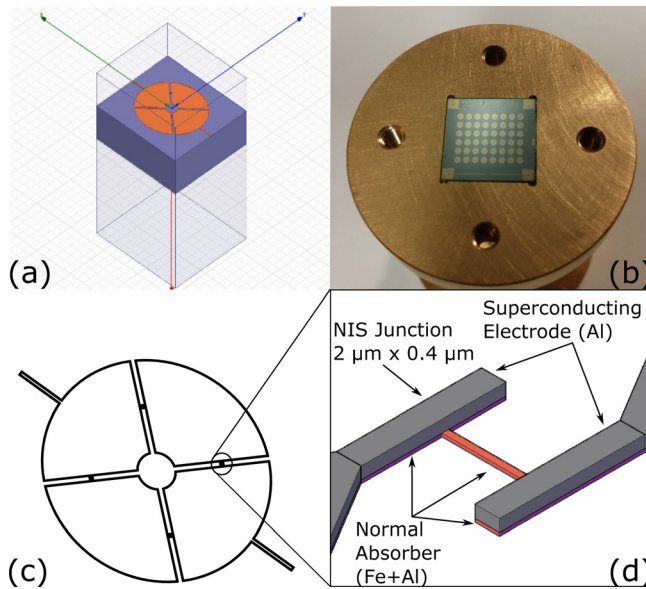 (a)
(b)
(c)
NIS Junction
2 μm x 0.4 μm
Superconducting
Electrode (Al)
Normal
Absorber
(Fe+Al)
(d)